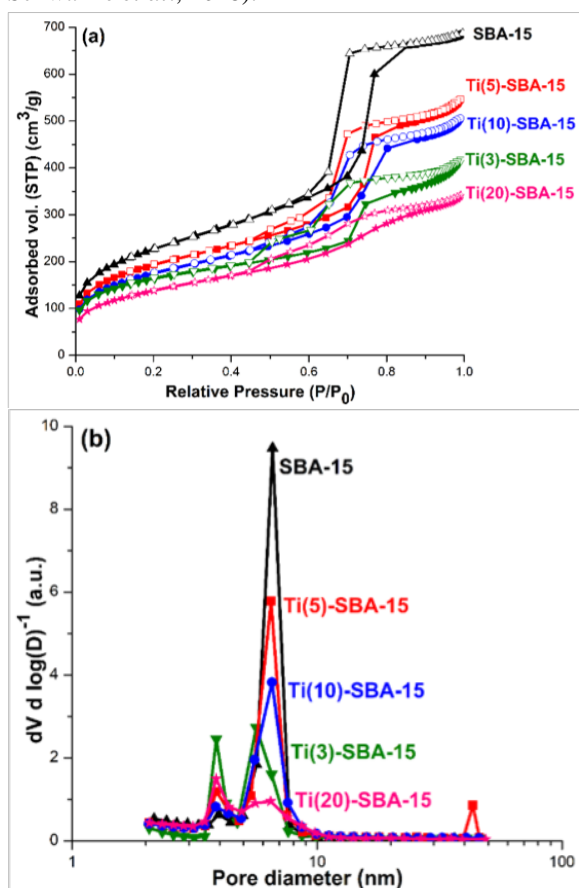 (a)
SBA-15
Ti(5)-SBA-15
Ti(10)-SBA-15
Ti(3)-SBA-15
Ti(20)-SBA-15
Adsorbed vol. (STP) (cm³/g)
700
600
500
400
300
200
100
0
0.0 0.2 0.4 0.6 0.8 1.0
Relative Pressure (P/P₀)
(b)
SBA-15
Ti(5)-SBA-15
Ti(10)-SBA-15
Ti(3)-SBA-15
Ti(20)-SBA-15
dV d log(D)⁻¹ (a.u.)
10
8
6
4
2
0
1 10 100
Pore diameter (nm)